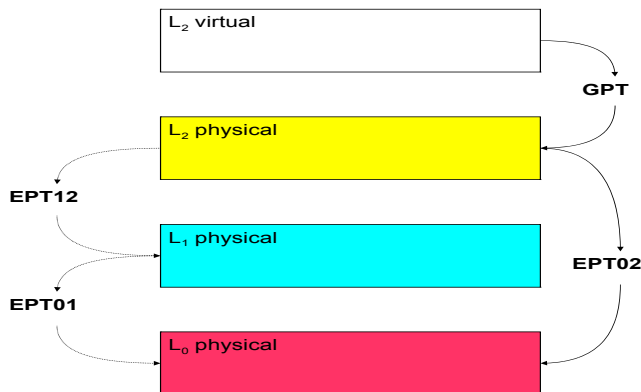 L₂ virtual
GPT
L₂ physical
EPT12
L₁ physical
EPT02
EPT01
L₀ physical